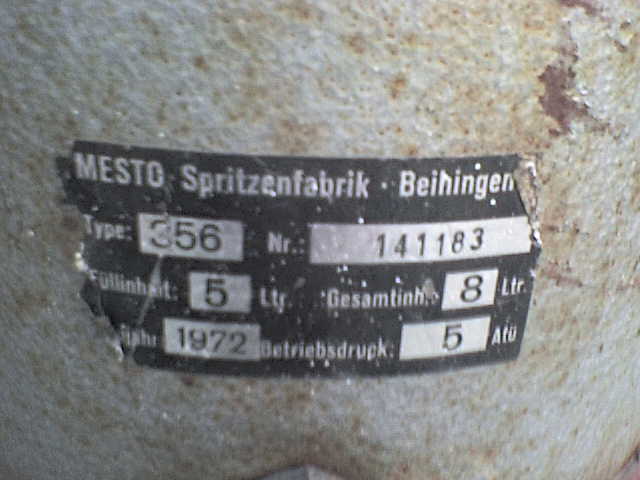 MESTO · Spritzenfabrik · Beihingen
Type: 356 Nr.: 141183
Füllinhalt: 5 Ltr. Gesamtinh.: 8 Ltr.
1972 Betriebsdruck: 5 Atü